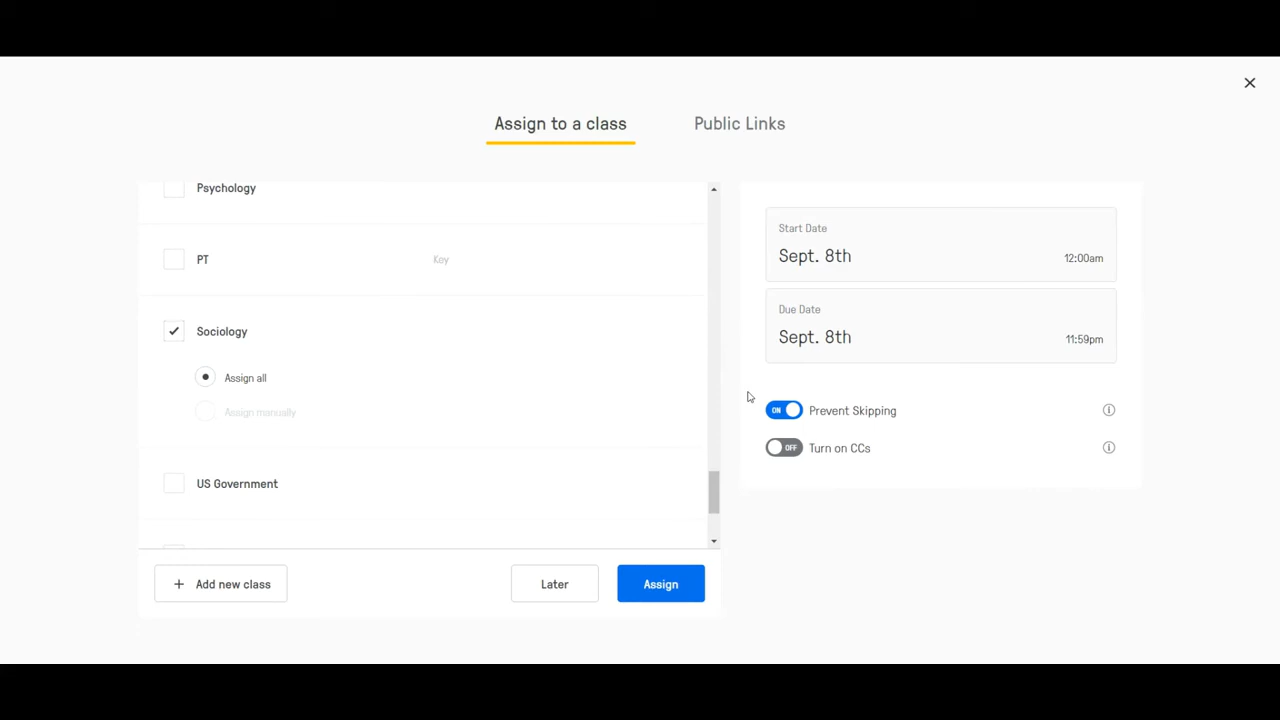 Assign to a class
Public Links
Psychology
PT
Key
Sociology
Assign all
Assign manually
US Government
+ Add new class
Later
Assign
Start Date
Sept. 8th
12:00am
Due Date
Sept. 8th
11:59pm
ON Prevent Skipping
OFF Turn on CCs